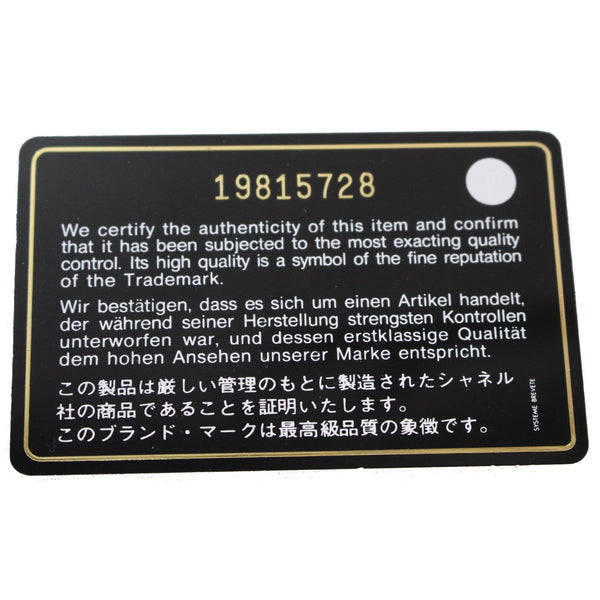 19815728
We certify the authenticity of this item and confirm
that it has been subjected to the most exacting quality
control. Its high quality is a symbol of the fine reputation
of the Trademark.
Wir bestätigen, dass es sich um einen Artikel handelt,
der während seiner Herstellung strengsten Kontrollen
unterworfen war, und dessen erstklassige Qualität
dem hohen Ansehen unserer Marke entspricht.
この製品は厳しい管理のもとに製造されたシャネル
社の商品であることを証明いたします。
このブランド・マークは最高級品質の象徴です。
SYSTEME BREVETE